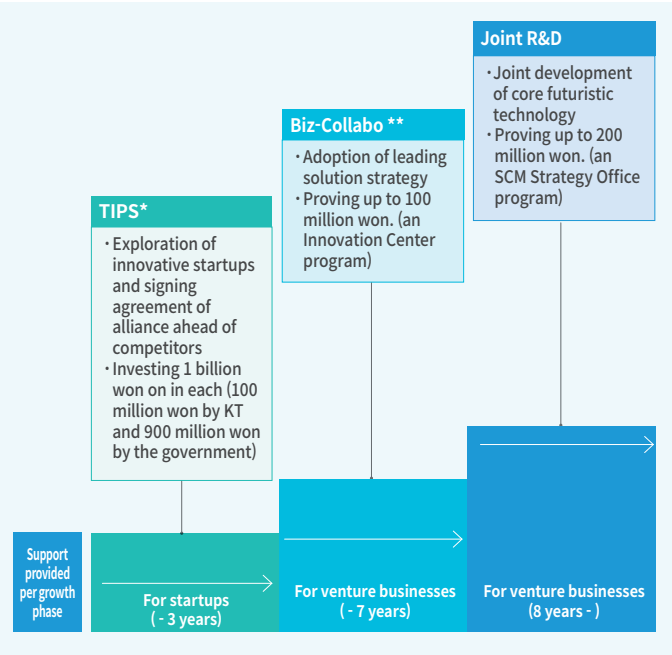 Joint R&D
· Joint development
of core futuristic
technology
· Proving up to 200
million won. (an
SCM Strategy Office
program)
Biz-Collabo **
· Adoption of leading
solution strategy
· Proving up to 100
million won. (an
Innovation Center
program)
TIPS*
· Exploration of
innovative startups
and signing
agreement of
alliance ahead of
competitors
· Investing 1 billion
won on in each (100
million won by KT
and 900 million won
by the government)
Support
provided
per growth
phase
For startups
( - 3 years)
For venture businesses
( - 7 years)
For venture businesses
(8 years - )